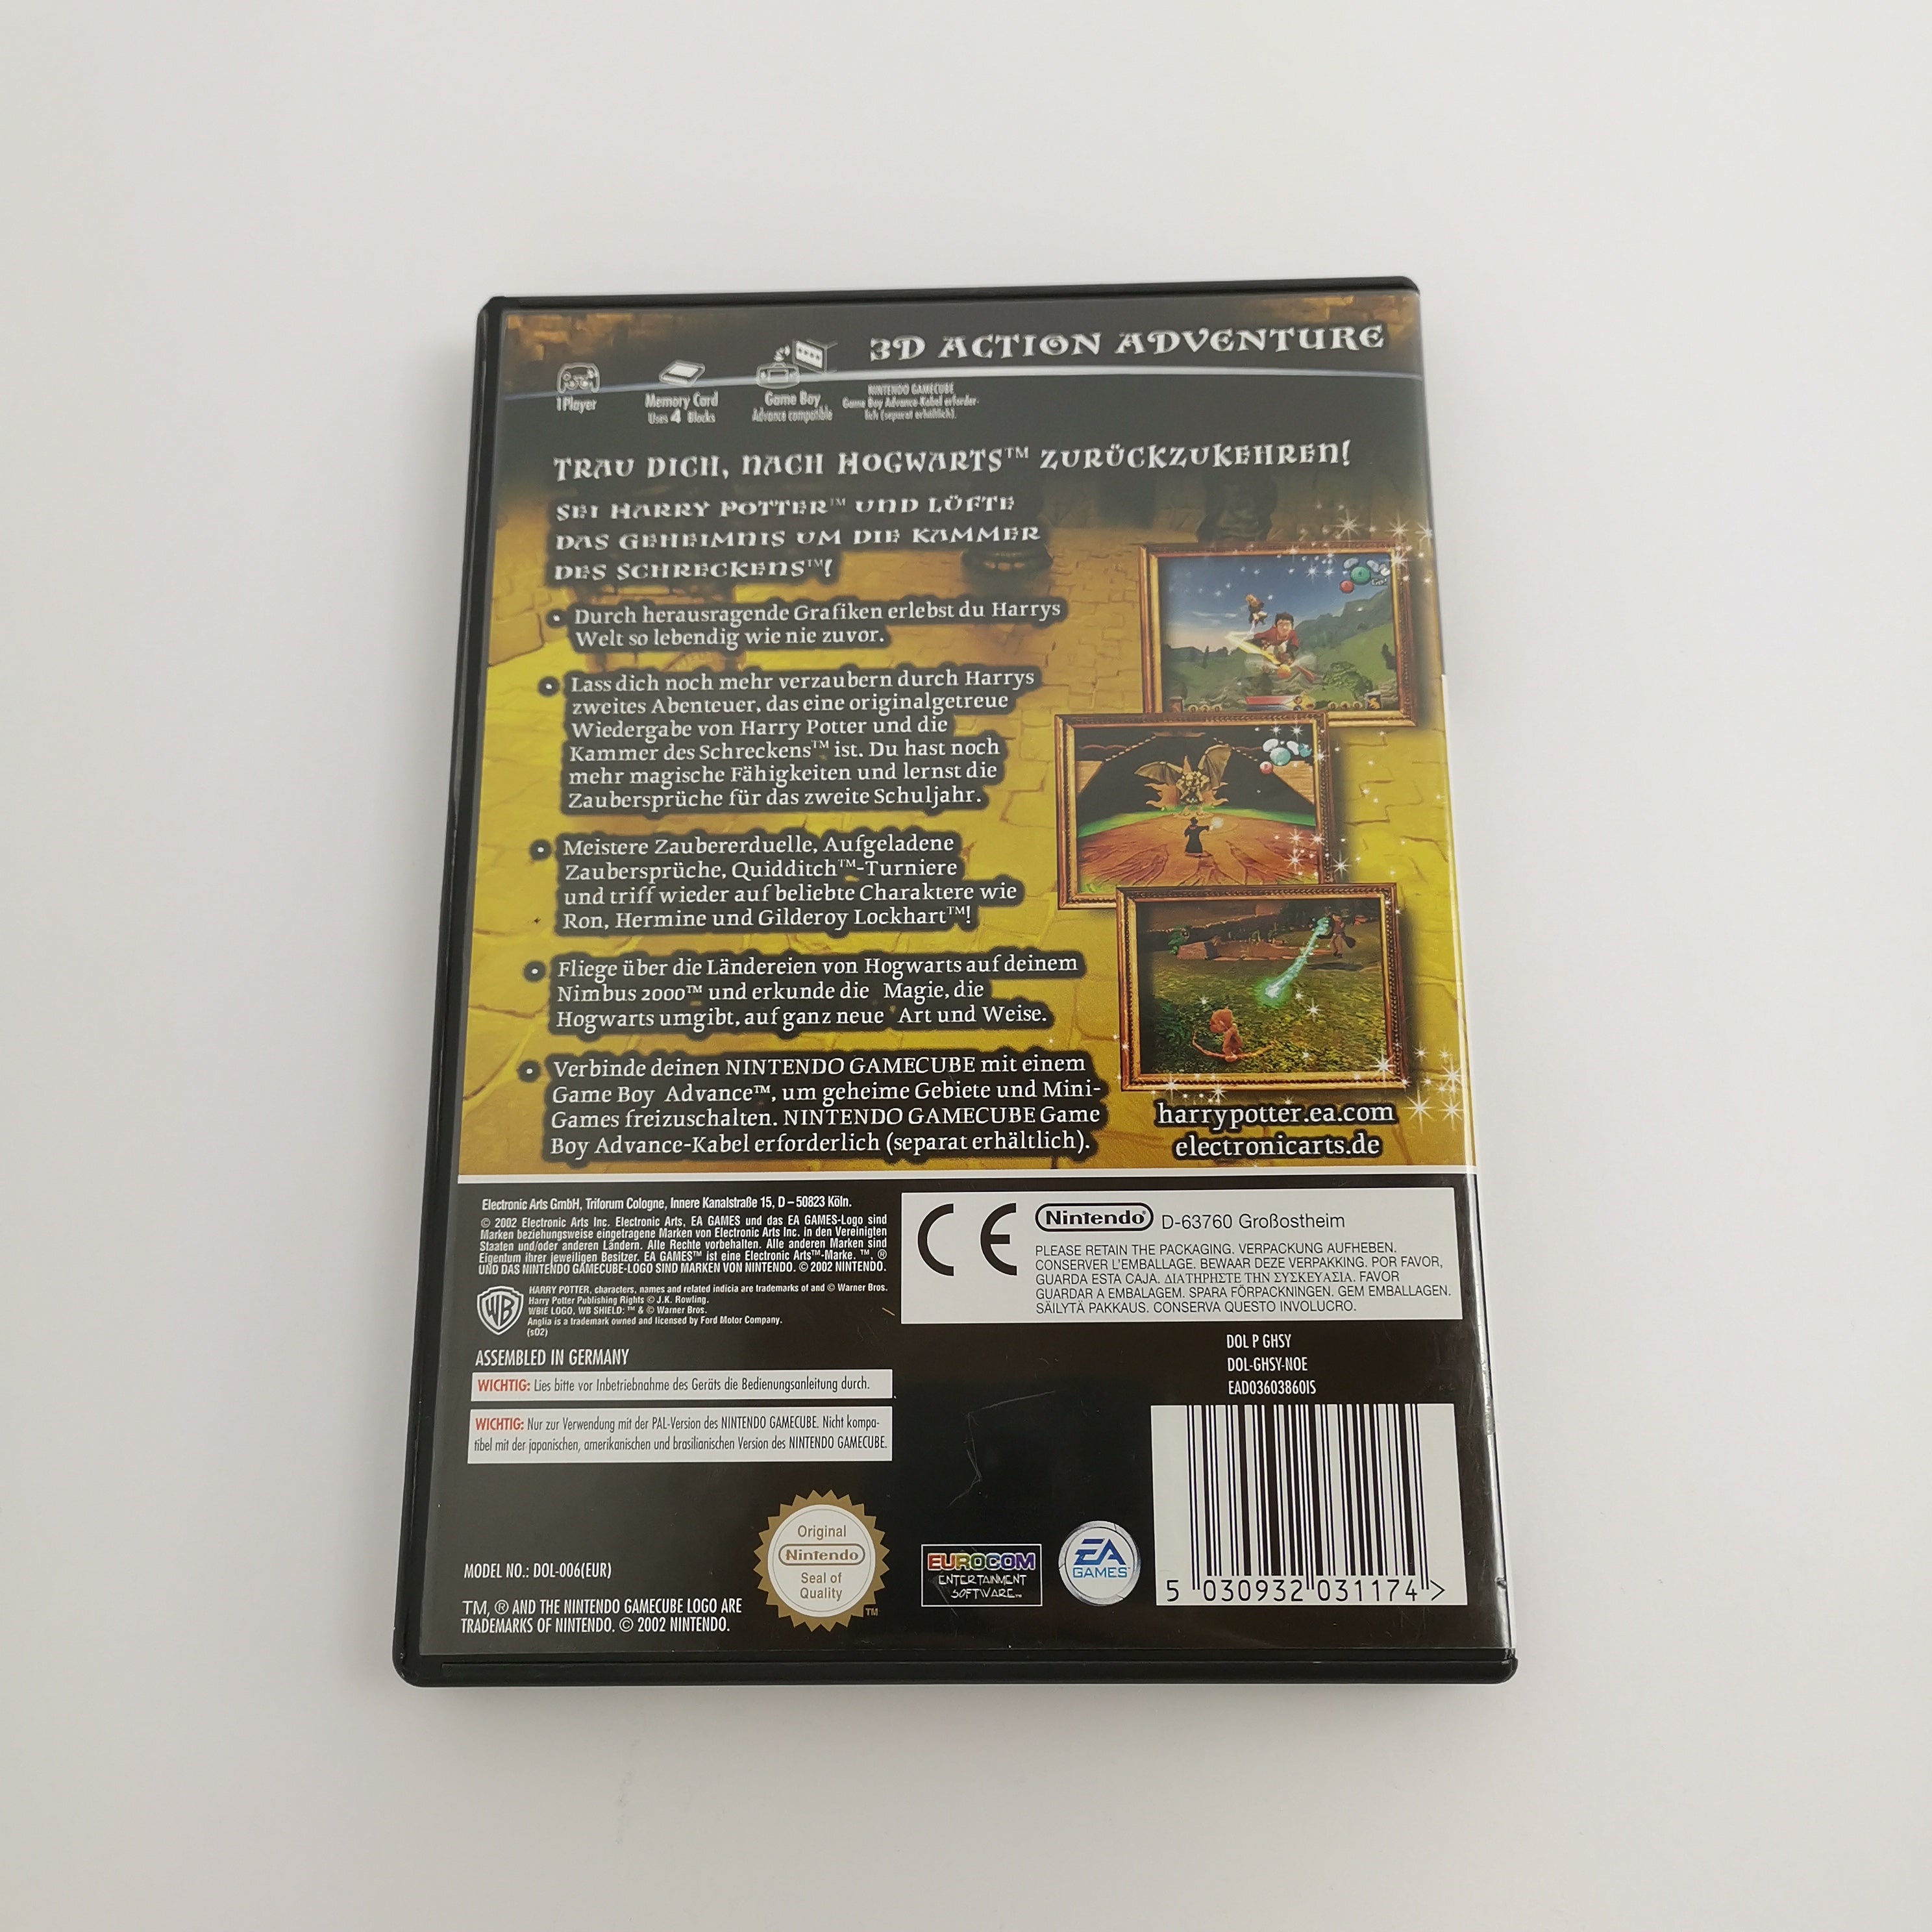 3D ACTION ADVENTURE
1 Player
Memory Card
Uses 4 Blocks
Game Boy
Advance compatible
NINTENDO GAMECUBE
Game Boy Advance-Kabel erforder-
lich (separat erhältlich).
TRAU DICH, NACH HOGWARTS™ ZURÜCKZUKEHREN!
SEI HARRY POTTER™ UND LÜFTE
DAS GEHEIMNIS UM DIE KAMMER
DES SCHRECKENS™!
• Durch herausragende Grafiken erlebst du Harrys
Welt so lebendig wie nie zuvor.
• Lass dich noch mehr verzaubern durch Harrys
zweites Abenteuer, das eine originalgetreue
Wiedergabe von Harry Potter und die
Kammer des Schreckens™ ist. Du hast noch
mehr magische Fähigkeiten und lernst die
Zaubersprüche für das zweite Schuljahr.
• Meistere Zaubererduelle, Aufgeladene
Zaubersprüche, Quidditch™-Turniere
und triff wieder auf beliebte Charaktere wie
Ron, Hermine und Gilderoy Lockhart™!
• Fliege über die Ländereien von Hogwarts auf deinem
Nimbus 2000™ und erkunde die Magie, die
Hogwarts umgibt, auf ganz neue Art und Weise.
• Verbinde deinen NINTENDO GAMECUBE mit einem
Game Boy Advance™, um geheime Gebiete und Mini-
Games freizuschalten. NINTENDO GAMECUBE Game
Boy Advance-Kabel erforderlich (separat erhältlich).
harrypotter.ea.com
electronicarts.de
Electronic Arts GmbH, Triforum Cologne, Innere Kanalstraße 15, D – 50823 Köln.
© 2002 Electronic Arts Inc. Electronic Arts, EA GAMES und das EA GAMES-Logo sind
Marken beziehungsweise eingetragene Marken von Electronic Arts Inc. in den Vereinigten
Staaten und/oder anderen Ländern. Alle Rechte vorbehalten. Alle anderen Marken sind
Eigentum ihrer jeweiligen Besitzer. EA GAMES™ ist eine Electronic Arts™-Marke. ™, ®
UND DAS NINTENDO GAMECUBE-LOGO SIND MARKEN VON NINTENDO. © 2002 NINTENDO.
WB
HARRY POTTER, characters, names and related indicia are trademarks of and © Warner Bros.
Harry Potter Publishing Rights © J.K. Rowling.
WBIE LOGO, WB SHIELD: ™ & © Warner Bros.
Anglia is a trademark owned and licensed by Ford Motor Company.
(s02)
ASSEMBLED IN GERMANY
WICHTIG: Lies bitte vor Inbetriebnahme des Geräts die Bedienungsanleitung durch.
WICHTIG: Nur zur Verwendung mit der PAL-Version des NINTENDO GAMECUBE. Nicht kompa-
tibel mit der japanischen, amerikanischen und brasilianischen Version des NINTENDO GAMECUBE.
CE
Nintendo® D-63760 Großostheim
PLEASE RETAIN THE PACKAGING. VERPACKUNG AUFHEBEN.
CONSERVER L'EMBALLAGE. BEWAAR DEZE VERPAKKING. POR FAVOR,
GUARDA ESTA CAJA. ΔΙΑΤΗΡΗΣΤΕ ΤΗΝ ΣΥΣΚΕΥΑΣΙΑ. FAVOR
GUARDAR A EMBALAGEM. SPARA FÖRPACKNINGEN. GEM EMBALLAGEN.
SÄILYTÄ PAKKAUS. CONSERVA QUESTO INVOLUCRO.
DOL P GHSY
DOL-GHSY-NOE
EAD03603860IS
MODEL NO.: DOL-006(EUR)
TM, ® AND THE NINTENDO GAMECUBE LOGO ARE
TRADEMARKS OF NINTENDO. © 2002 NINTENDO.
Original
Nintendo
Seal of
Quality
TM
EUROCOM
ENTERTAINMENT
SOFTWARE™
EA
GAMES™
5 030932 031174 >